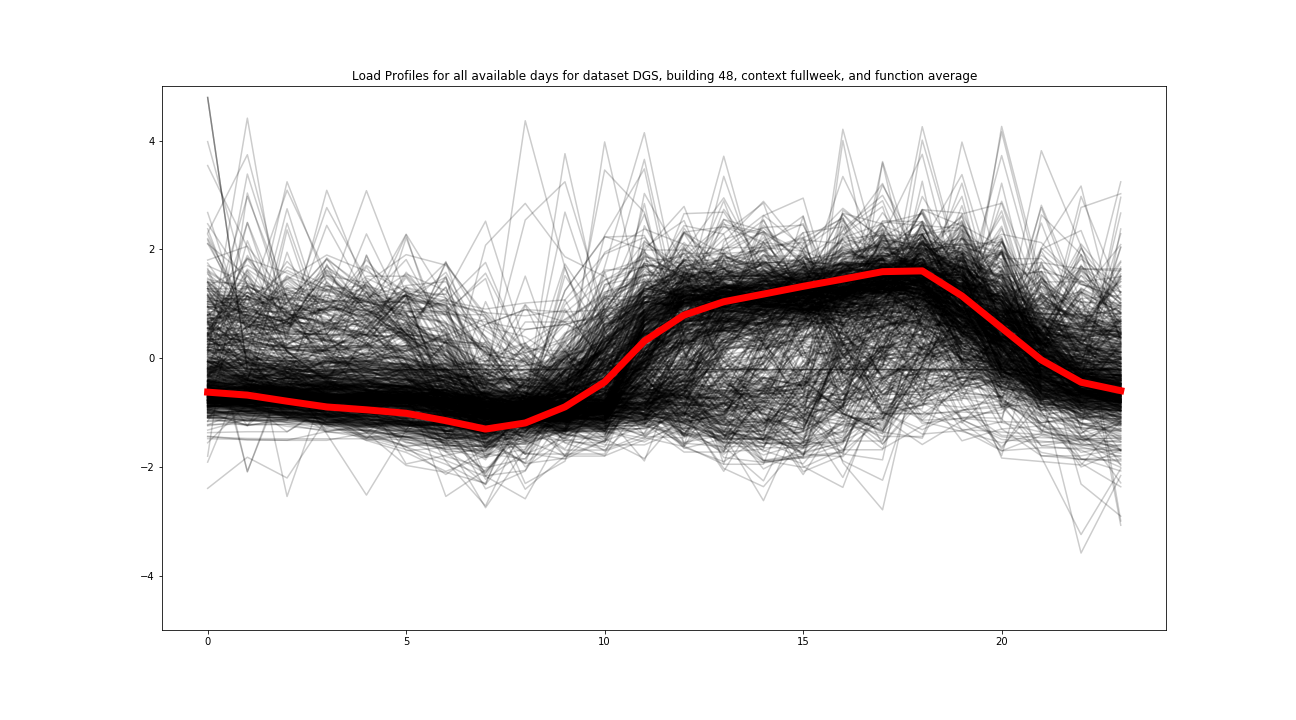 Load Profiles for all available days for dataset DGS, building 48, context fullweek, and function average
4
2
0
−2
−4
0 5 10 15 20